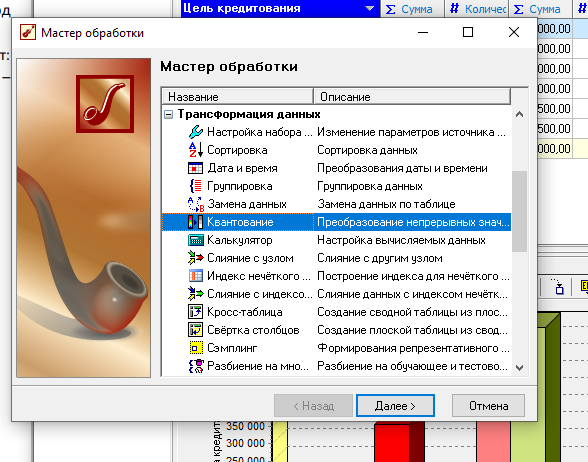 од
Цель кредитования Σ Сумма # Количес Σ Сумма
Мастер обработки
т:
Мастер обработки
000,00
000,00
000,00
000,00
500,00
500,00
000,00
Название Описание
Трансформация данных
Настройка набора ... Изменение параметров источника ...
Сортировка Сортировка данных
Дата и время Преобразования даты и времени
Группировка Группировка данных
Замена данных Замена данных по таблице
Квантование Преобразование непрерывных знач...
Калькулятор Настройка вычисляемых данных
Слияние с узлом Слияние с другим узлом
Индекс нечёткого ... Построение индекса для нечёткого ...
Слияние с индексо... Слияние данных с индексом нечётк...
Кросс-таблица Создание сводной таблицы из плос...
Свёртка столбцов Создание плоской таблицы из свод...
Сэмплинг Формирования репрезентативного ...
Разбиение на мно... Разбиение на обучающее и тестово...
< Назад Далее > Отмена
а кредита
350 000
300 000
250 000